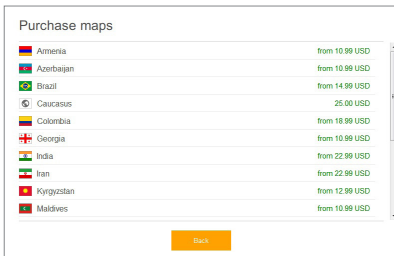 Purchase maps
Armenia from 10.99 USD
Azerbaijan from 10.99 USD
Brazil from 14.99 USD
Caucasus 25.00 USD
Colombia from 18.99 USD
Georgia from 10.99 USD
India from 22.99 USD
Iran from 22.99 USD
Kyrgyzstan from 12.99 USD
Maldives from 10.99 USD
Back